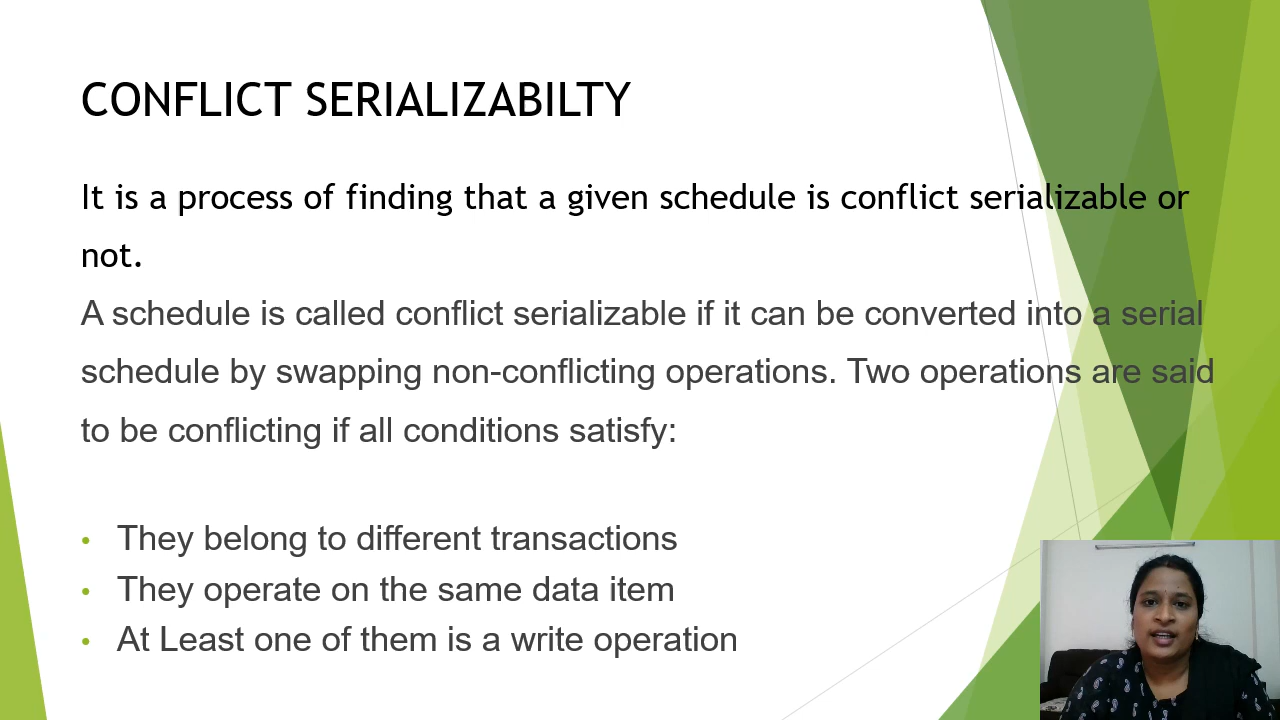 CONFLICT SERIALIZABILTY
It is a process of finding that a given schedule is conflict serializable or
not.
A schedule is called conflict serializable if it can be converted into a serial
schedule by swapping non-conflicting operations. Two operations are said
to be conflicting if all conditions satisfy:
• They belong to different transactions
• They operate on the same data item
• At Least one of them is a write operation